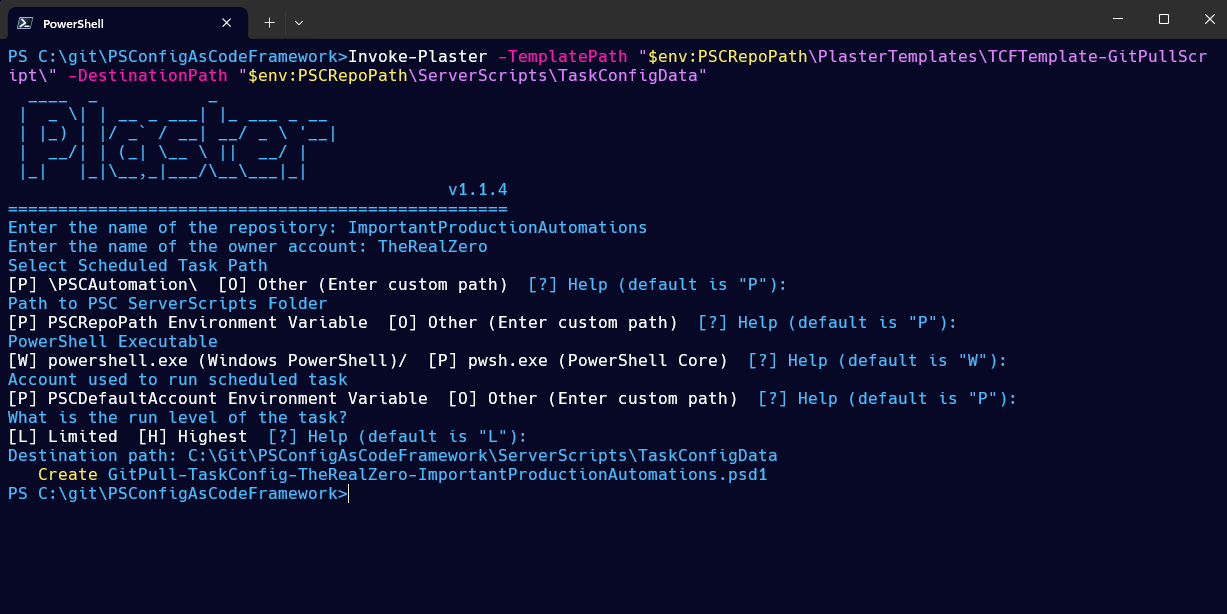 PowerShell
PS C:\git\PSConfigAsCodeFramework>Invoke-Plaster -TemplatePath "$env:PSCRepoPath\PlasterTemplates\TCFTemplate-GitPullScr
ipt\" -DestinationPath "$env:PSCRepoPath\ServerScripts\TaskConfigData"
  ____  _           _
 |  _ \| | __ _ ___| |_ ___ _ __
 | |_) | |/ _` / __| __/ _ \ '__|
 |  __/| | (_| \__ \ ||  __/ |
 |_|   |_|\__,_|___/\__\___|_|
                                            v1.1.4
==================================================
Enter the name of the repository: ImportantProductionAutomations
Enter the name of the owner account: TheRealZero
Select Scheduled Task Path
[P] \PSCAutomation\  [O] Other (Enter custom path)  [?] Help (default is "P"):
Path to PSC ServerScripts Folder
[P] PSCRepoPath Environment Variable  [O] Other (Enter custom path)  [?] Help (default is "P"):
PowerShell Executable
[W] powershell.exe (Windows PowerShell)/  [P] pwsh.exe (PowerShell Core)  [?] Help (default is "W"):
Account used to run scheduled task
[P] PSCDefaultAccount Environment Variable  [O] Other (Enter custom path)  [?] Help (default is "P"):
What is the run level of the task?
[L] Limited  [H] Highest  [?] Help (default is "L"):
Destination path: C:\Git\PSConfigAsCodeFramework\ServerScripts\TaskConfigData
   Create GitPull-TaskConfig-TheRealZero-ImportantProductionAutomations.psd1
PS C:\git\PSConfigAsCodeFramework>